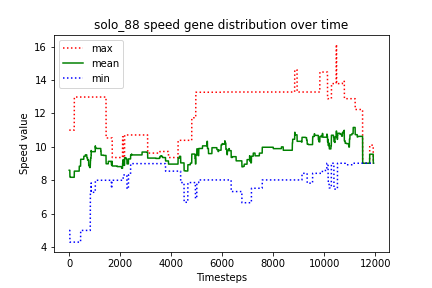 solo_88 speed gene distribution over time
max
mean
min
Speed value
16
14
12
10
8
6
4
0 2000 4000 6000 8000 10000 12000
Timesteps